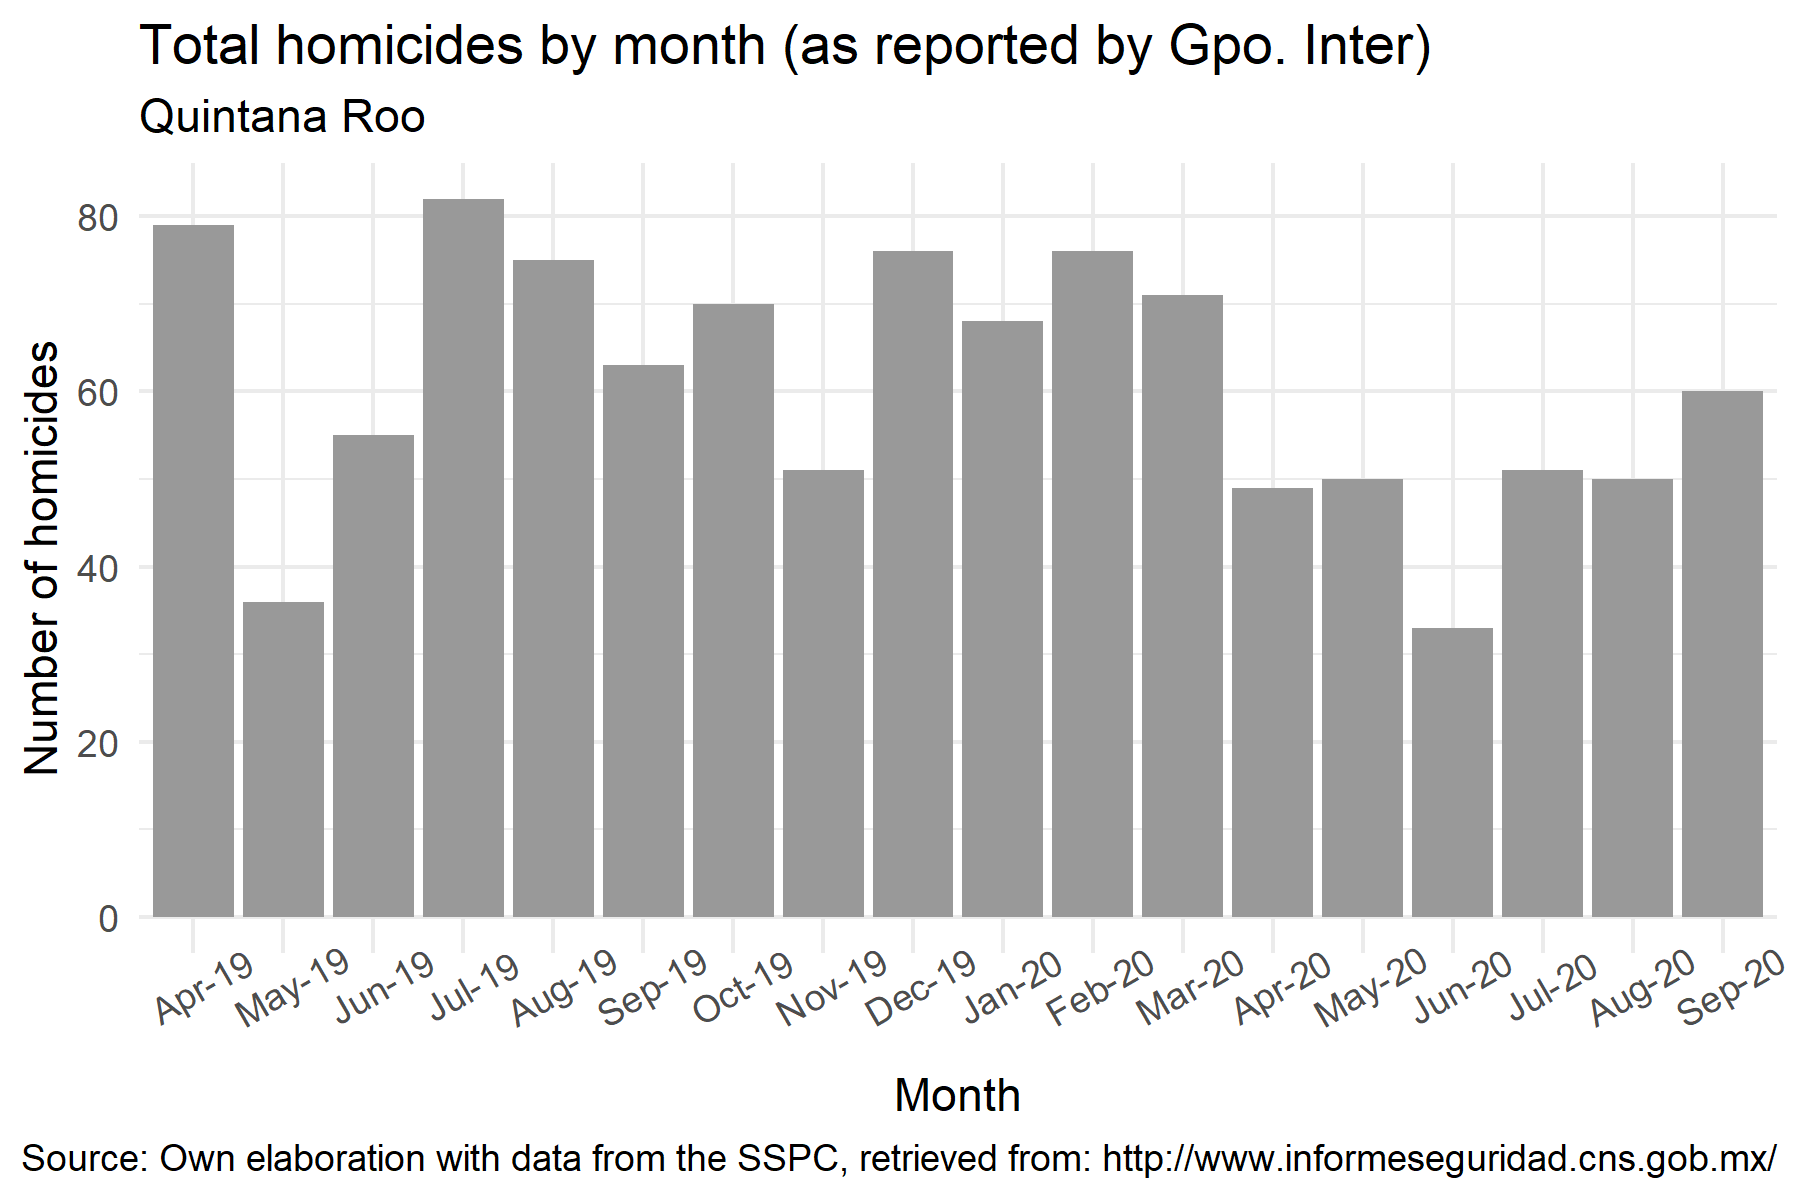 Total homicides by month (as reported by Gpo. Inter)
Quintana Roo
Number of homicides
80
60
40
20
0
Apr-19
May-19
Jun-19
Jul-19
Aug-19
Sep-19
Oct-19
Nov-19
Dec-19
Jan-20
Feb-20
Mar-20
Apr-20
May-20
Jun-20
Jul-20
Aug-20
Sep-20
Month
Source: Own elaboration with data from the SSPC, retrieved from: http://www.informeseguridad.cns.gob.mx/